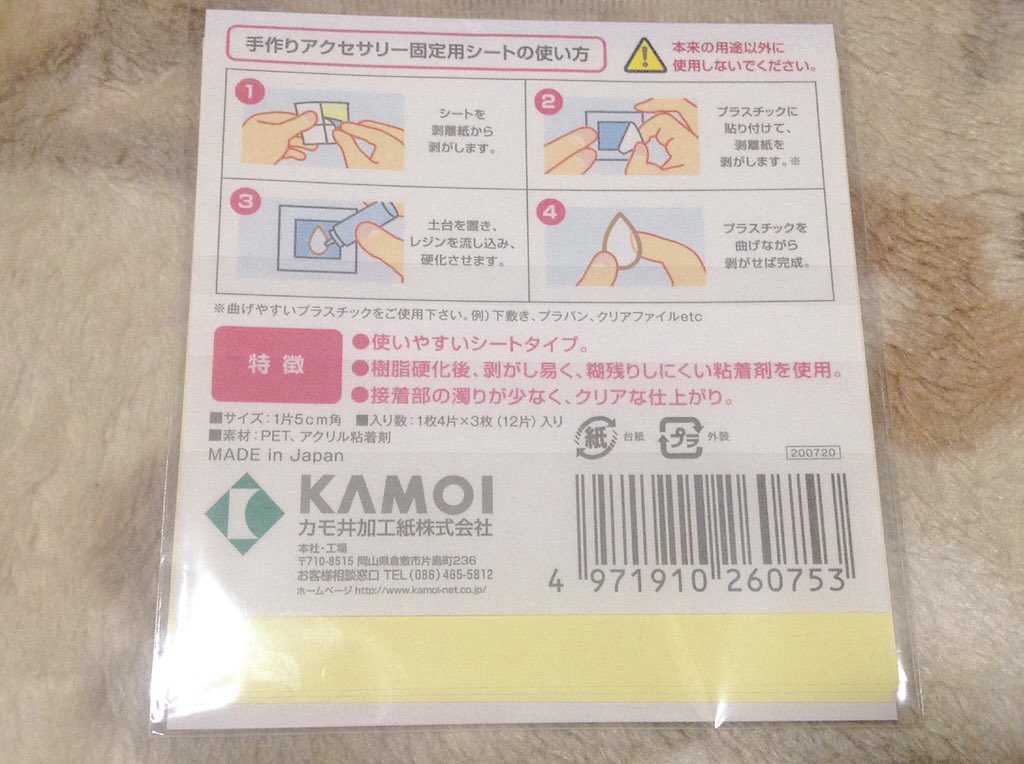 手作りアクセサリー固定用シートの使い方
本来の用途以外に
使用しないでください。
1
シートを
剥離紙から
剥がします。
2
プラスチックに
貼り付けて、
剥離紙を
剥がします。※
3
土台を置き、
レジンを流し込み、
硬化させます。
4
プラスチックを
曲げながら
剥がせば完成。
※曲げやすいプラスチックをご使用下さい。例）下敷き、プラバン、クリアファイルetc
特徴
●使いやすいシートタイプ。
●樹脂硬化後、剥がし易く、糊残りしにくい粘着剤を使用。
●接着部の濁りが少なく、クリアな仕上がり。
■サイズ：1片5cm角 ■入り数：1枚4片×3枚（12片）入り
■素材：PET、アクリル粘着剤
MADE in Japan
紙 台紙 プラ 外装
200720
KAMOI
カモ井加工紙株式会社
本社・工場
〒710-8515 岡山県倉敷市片島町236
お客様相談窓口 TEL（086）465-5812
ホームページ http://www.kamoi-net.co.jp/
4 971910 260753